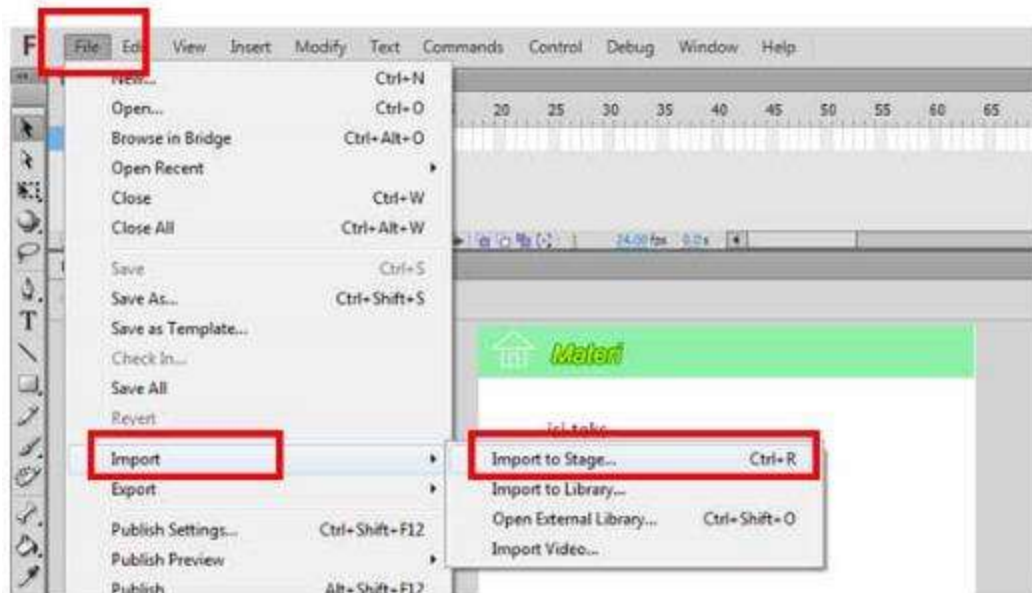 F File Edi View Insert Modify Text Commands Control Debug Window Help
New... Ctrl+N
Open... Ctrl+O
Browse in Bridge Ctrl+Alt+O
Open Recent
Close Ctrl+W
Close All Ctrl+Alt+W
Save Ctrl+S
Save As... Ctrl+Shift+S
Save as Template...
Check In...
Save All
Revert
Import
Export
Publish Settings... Ctrl+Shift+F12
Publish Preview
Publish Alt+Shift+F12
20 25 30 35 40 45 50 55 60 65
24.00 fps 0.0s
T
Materi
isi teks
Import to Stage... Ctrl+R
Import to Library...
Open External Library... Ctrl+Shift+O
Import Video...